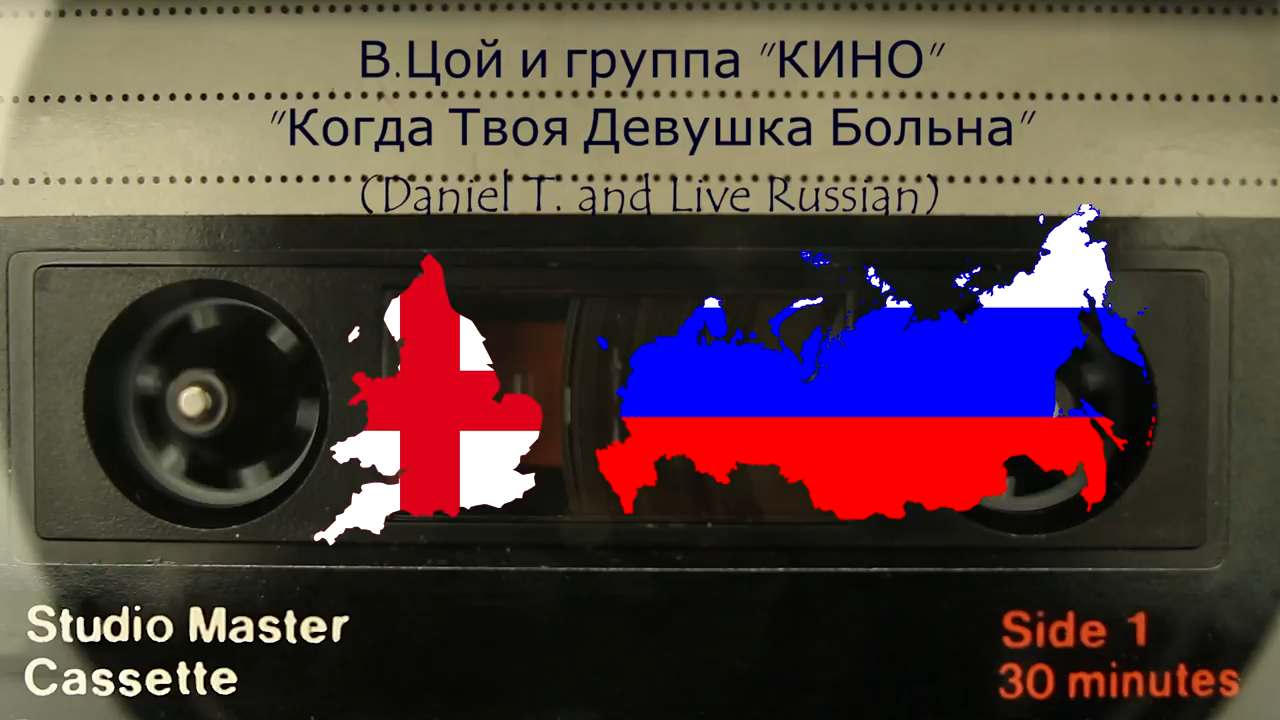 В.Цой и группа "КИНО"
"Когда Твоя Девушка Больна"
(Daniel T. and Live Russian)
Studio Master
Cassette
Side 1
30 minutes